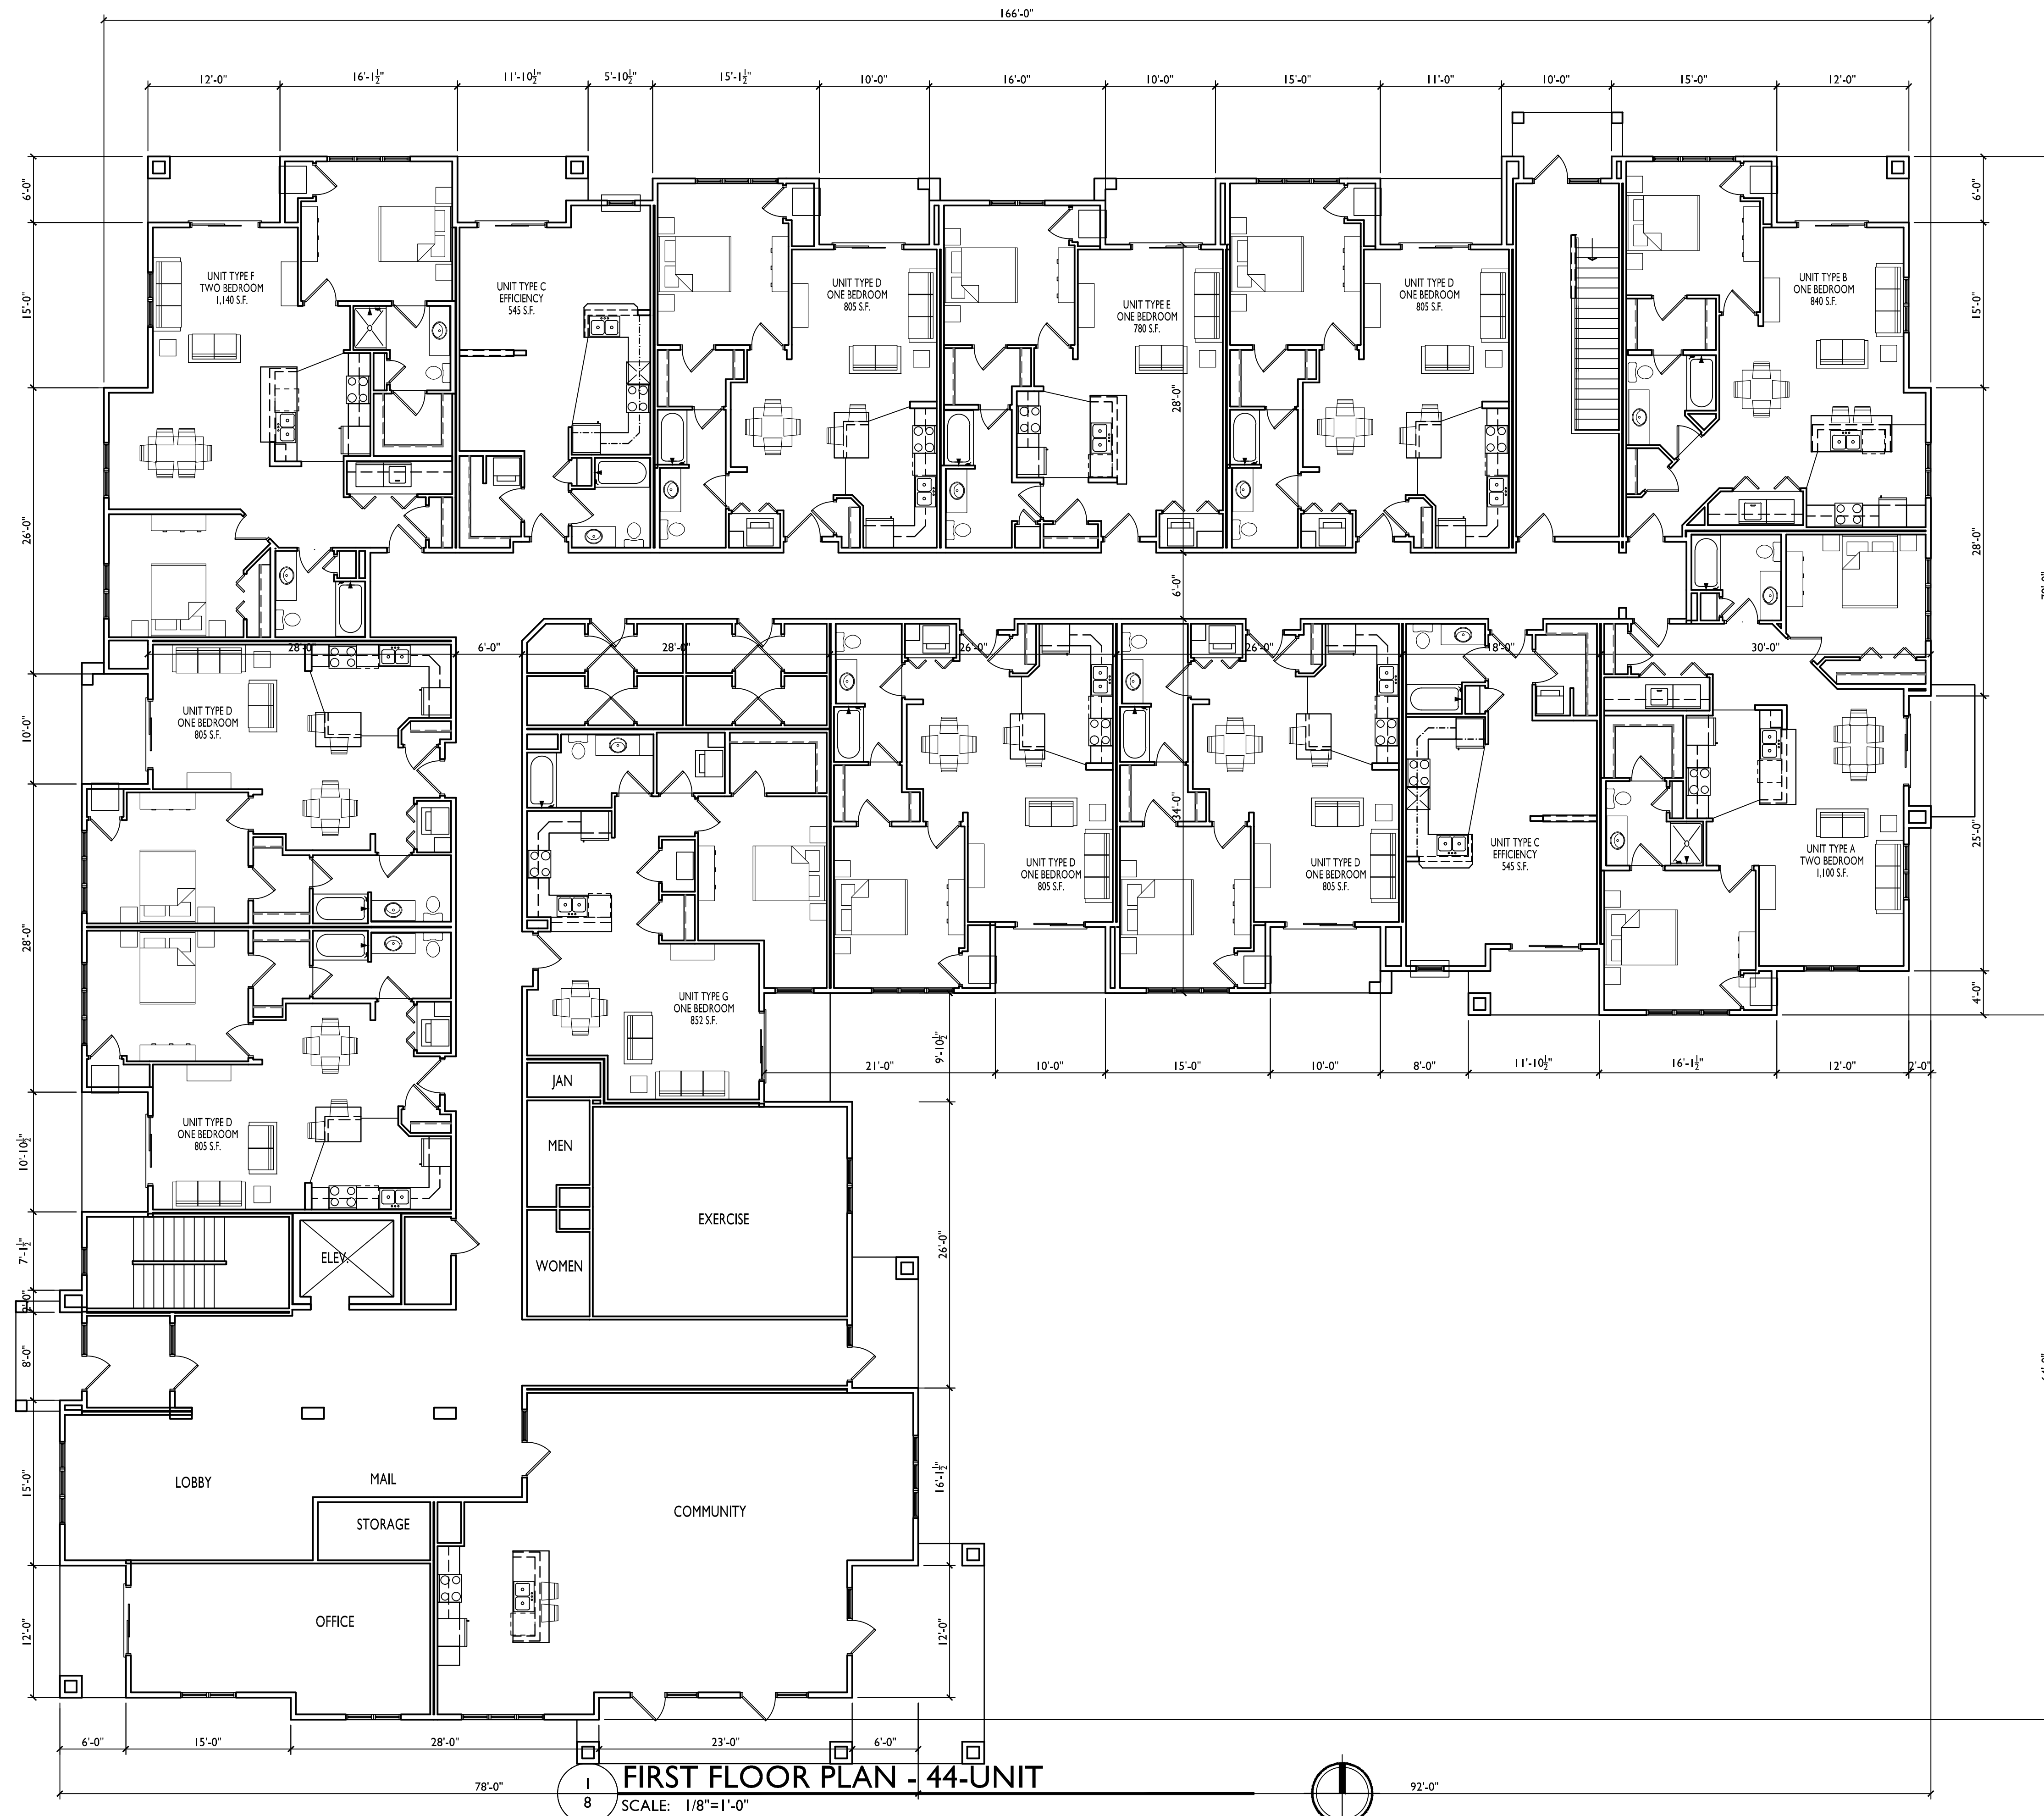 166'-0"
12'-0"
16'-1½"
11'-10½"
5'-10½"
15'-1½"
10'-0"
16'-0"
10'-0"
15'-0"
11'-0"
10'-0"
15'-0"
12'-0"
6'-0"
15'-0"
26'-0"
10'-0"
28'-0"
28'-0"
10'-10½"
7'-1½"
2'-0"
8'-0"
15'-0"
12'-0"
UNIT TYPE F
TWO BEDROOM
1,140 S.F.
UNIT TYPE C
EFFICIENCY
545 S.F.
UNIT TYPE D
ONE BEDROOM
805 S.F.
UNIT TYPE E
ONE BEDROOM
780 S.F.
UNIT TYPE D
ONE BEDROOM
805 S.F.
UNIT TYPE B
ONE BEDROOM
840 S.F.
6'-0"
15'-0"
28'-0"
25'-0"
4'-0"
28'-0"
6'-0"
34'-0"
28'-0"
6'-0"
28'-0"
26'-0"
26'-0"
18'-0"
30'-0"
UNIT TYPE D
ONE BEDROOM
805 S.F.
UNIT TYPE D
ONE BEDROOM
805 S.F.
UNIT TYPE D
ONE BEDROOM
805 S.F.
UNIT TYPE C
EFFICIENCY
545 S.F.
UNIT TYPE A
TWO BEDROOM
1,100 S.F.
UNIT TYPE G
ONE BEDROOM
852 S.F.
UNIT TYPE D
ONE BEDROOM
805 S.F.
21'-0"
10'-0"
15'-0"
10'-0"
8'-0"
11'-10½"
16'-1½"
12'-0"
2'-0"
9'-10½"
26'-0"
16'-1½"
12'-0"
JAN
MEN
WOMEN
EXERCISE
ELEV.
LOBBY
MAIL
STORAGE
COMMUNITY
OFFICE
6'-0"
15'-0"
28'-0"
23'-0"
6'-0"
78'-0"
92'-0"
1
8
FIRST FLOOR PLAN - 44-UNIT
SCALE: 1/8"=1'-0"